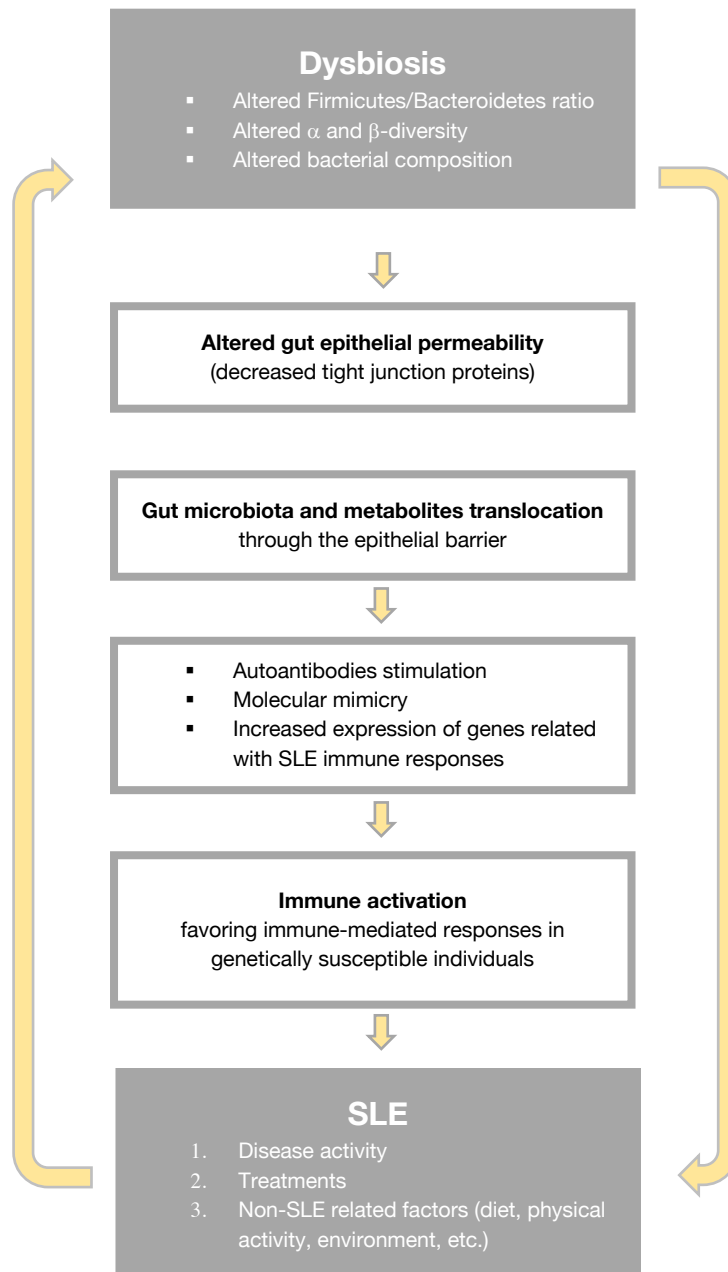 Dysbiosis
▪ Altered Firmicutes/Bacteroidetes ratio
▪ Altered α and β-diversity
▪ Altered bacterial composition
Altered gut epithelial permeability
(decreased tight junction proteins)
Gut microbiota and metabolites translocation
through the epithelial barrier
▪ Autoantibodies stimulation
▪ Molecular mimicry
▪ Increased expression of genes related
with SLE immune responses
Immune activation
favoring immune-mediated responses in
genetically susceptible individuals
SLE
1. Disease activity
2. Treatments
3. Non-SLE related factors (diet, physical
activity, environment, etc.)